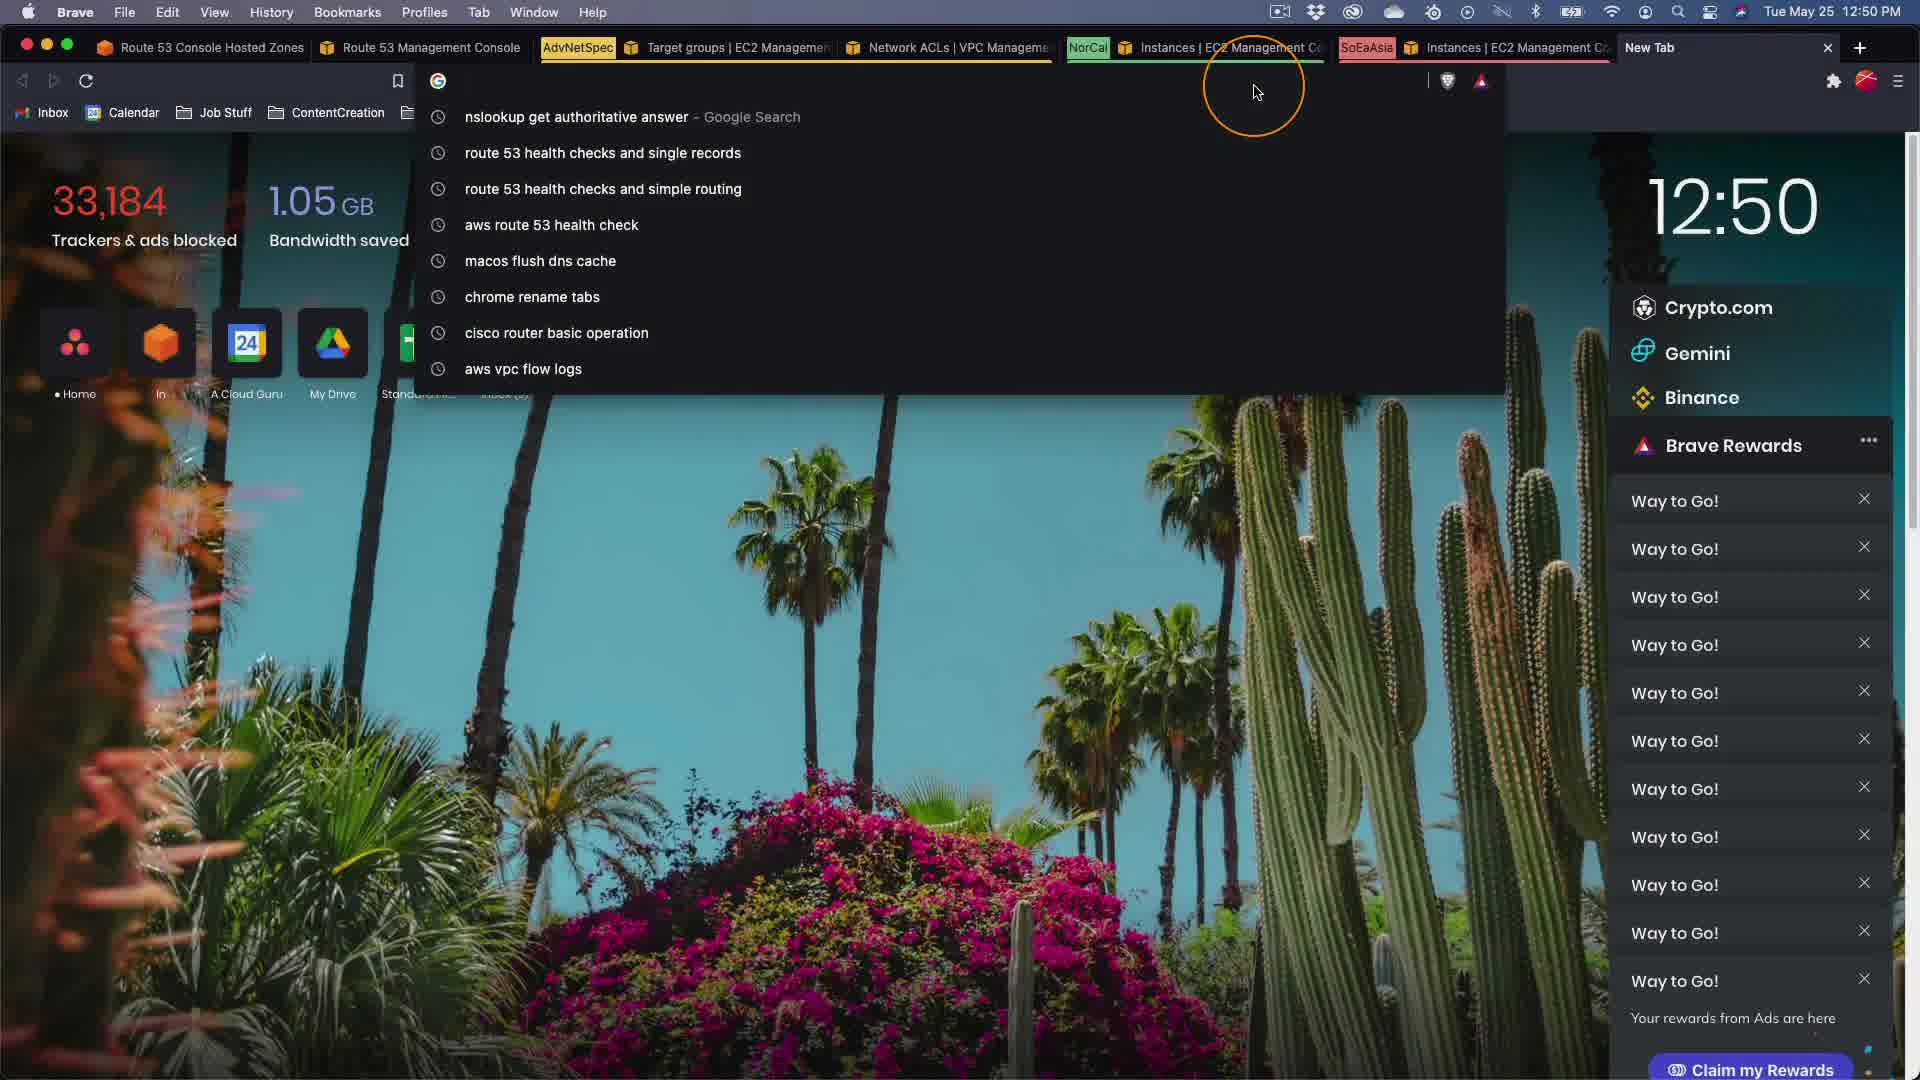 Brave File Edit View History Bookmarks Profiles Tab Window Help Tue May 25 12:50 PM
Route 53 Console Hosted Zones Route 53 Management Console AdvNetSpec Target groups | EC2 Managemen Network ACLs | VPC Manageme NorCal Instances | EC2 Management Co SoEaAsia Instances | EC2 Management Co New Tab
Inbox Calendar Job Stuff ContentCreation
nslookup get authoritative answer - Google Search
route 53 health checks and single records
route 53 health checks and simple routing
aws route 53 health check
macos flush dns cache
chrome rename tabs
cisco router basic operation
aws vpc flow logs
33,184
Trackers & ads blocked
1.05 GB
Bandwidth saved
12:50
24
Home In A Cloud Guru My Drive
Crypto.com
Gemini
Binance
Brave Rewards
Way to Go!
Way to Go!
Way to Go!
Way to Go!
Way to Go!
Way to Go!
Way to Go!
Way to Go!
Way to Go!
Way to Go!
Way to Go!
Your rewards from Ads are here
Claim my Rewards